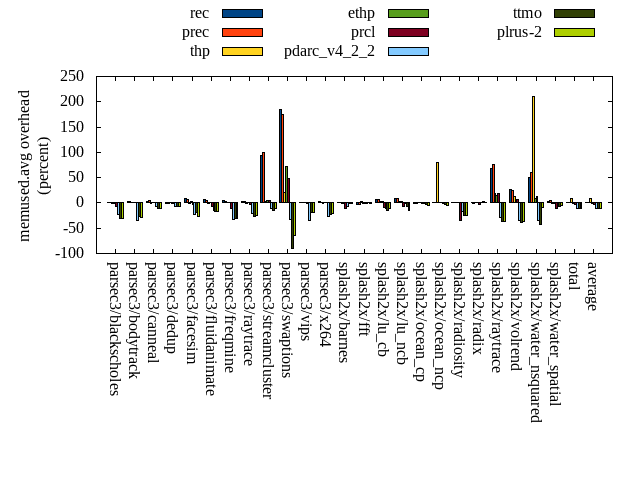 rec
prec
thp
ethp
prcl
pdarc_v4_2_2
ttmo
plrus-2
memused.avg overhead
(percent)
250
200
150
100
50
0
-50
-100
parsec3/blackscholes
parsec3/bodytrack
parsec3/canneal
parsec3/dedup
parsec3/facesim
parsec3/fluidanimate
parsec3/freqmine
parsec3/raytrace
parsec3/streamcluster
parsec3/swaptions
parsec3/vips
parsec3/x264
splash2x/barnes
splash2x/fft
splash2x/lu_cb
splash2x/lu_ncb
splash2x/ocean_cp
splash2x/ocean_ncp
splash2x/radiosity
splash2x/radix
splash2x/raytrace
splash2x/volrend
splash2x/water_nsquared
splash2x/water_spatial
total
average